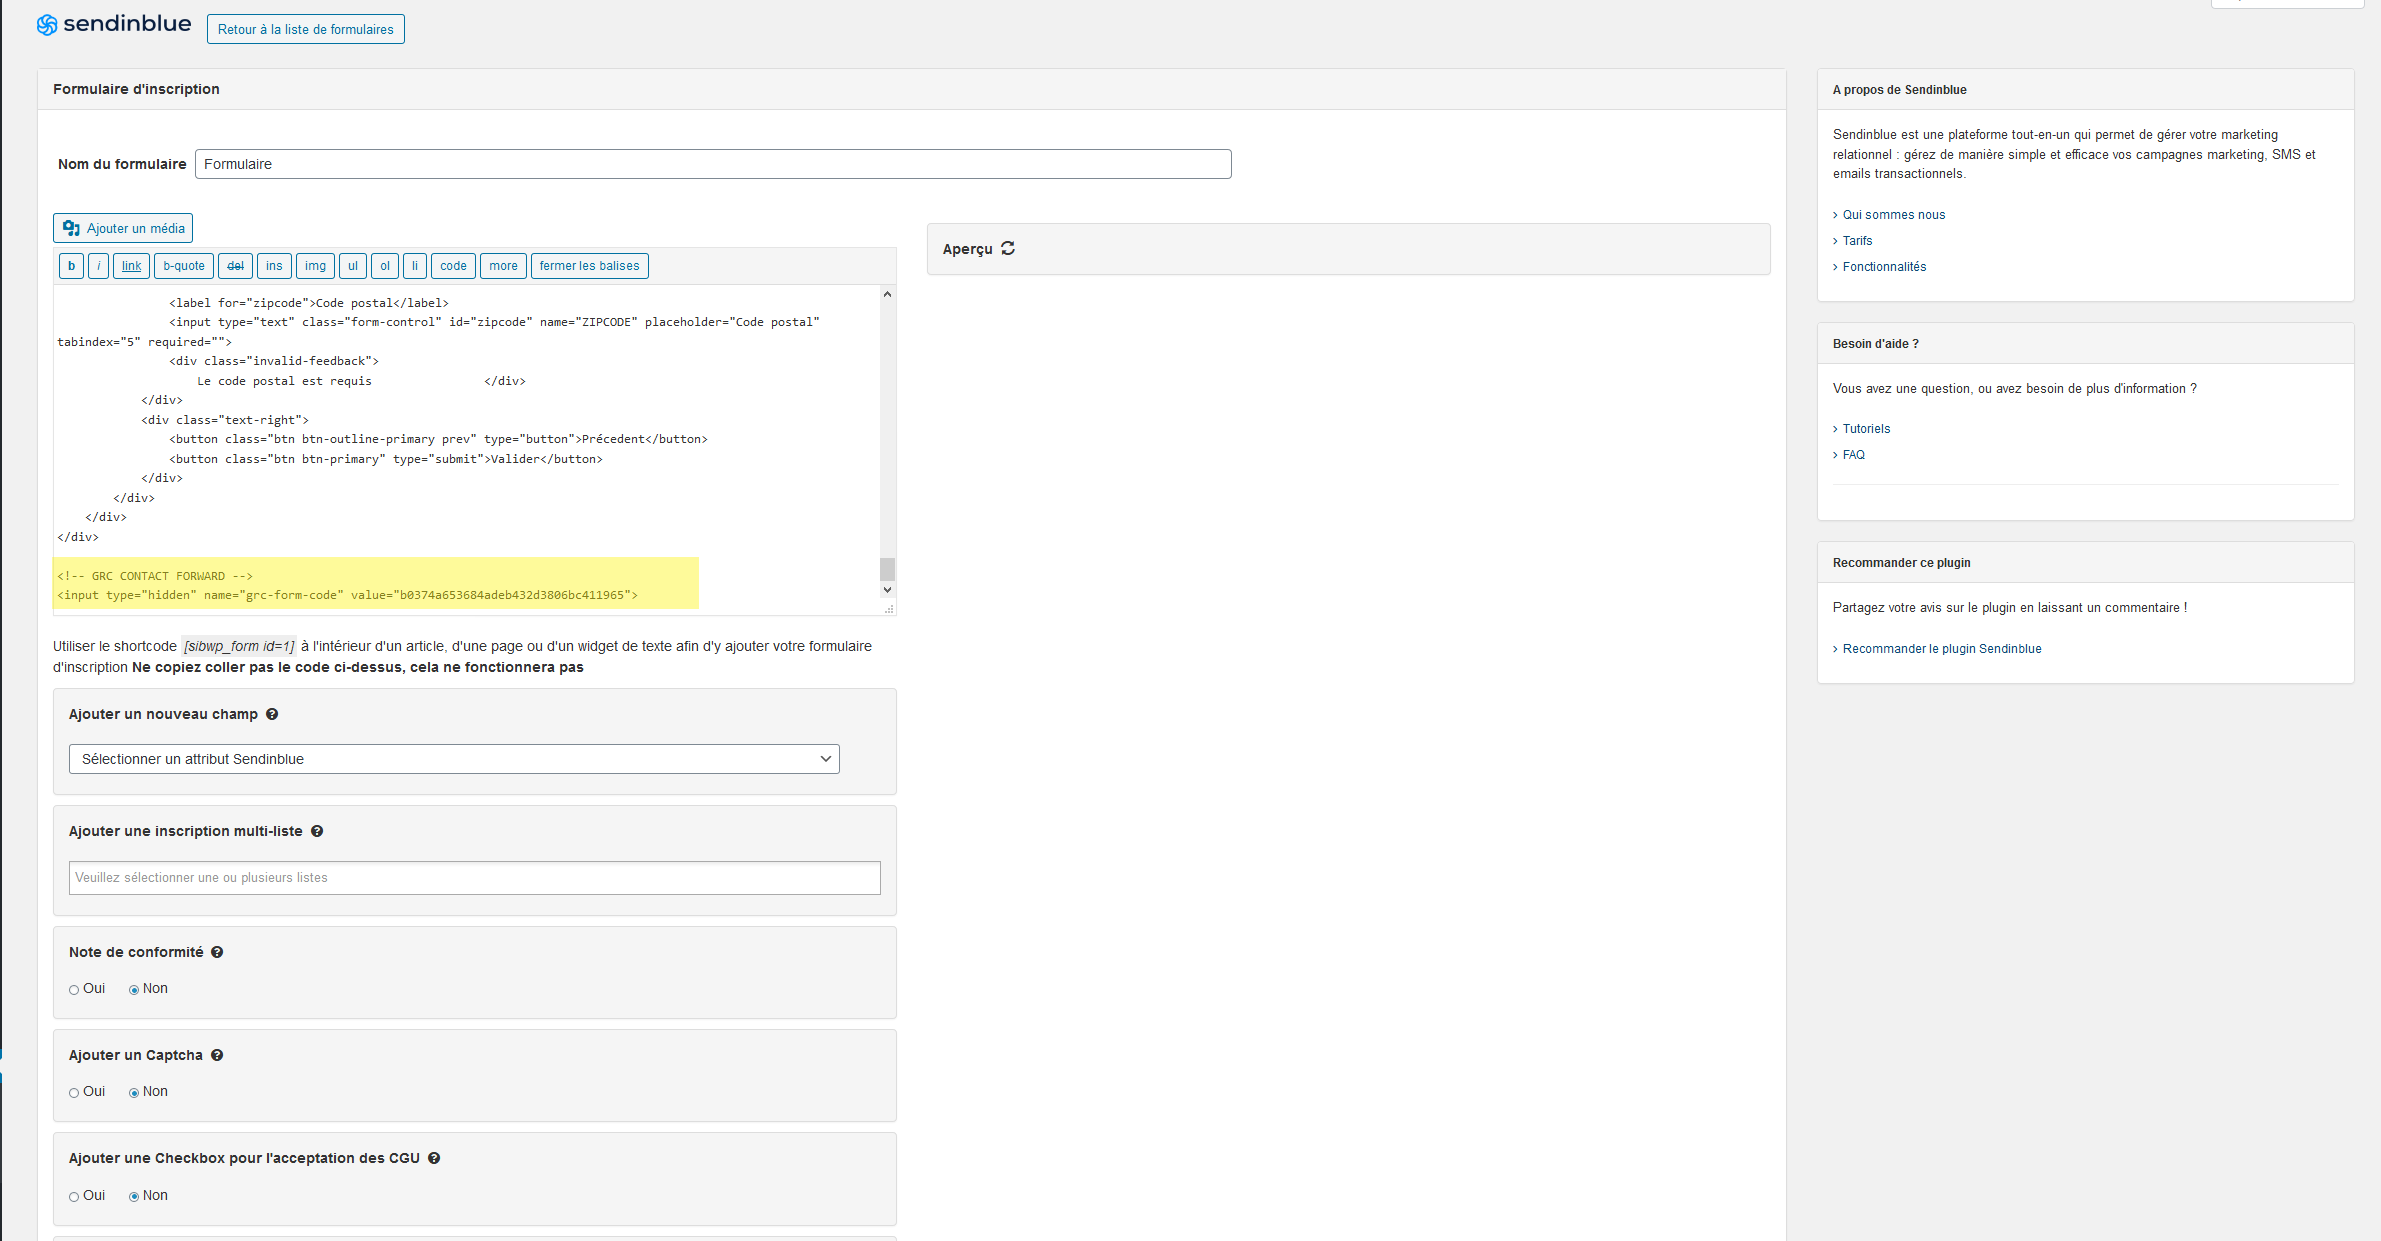 sendinblue
Retour à la liste de formulaires
Formulaire d'inscription
Nom du formulaire
Formulaire
Ajouter un média
b
i
link
b-quote
del
ins
img
ul
ol
li
code
more
fermer les balises
<label for="zipcode">Code postal</label>
<input type="text" class="form-control" id="zipcode" name="ZIPCODE" placeholder="Code postal"
tabindex="5" required="">
<div class="invalid-feedback">
Le code postal est requis </div>
</div>
<div class="text-right">
<button class="btn btn-outline-primary prev" type="button">Précedent</button>
<button class="btn btn-primary" type="submit">Valider</button>
</div>
</div>
</div>
</div>
<!-- GRC CONTACT FORWARD -->
<input type="hidden" name="grc-form-code" value="b0374a653684adeb432d3806bc411965">
Utiliser le shortcode [sibwp_form id=1] à l'intérieur d'un article, d'une page ou d'un widget de texte afin d'y ajouter votre formulaire
d'inscription Ne copiez coller pas le code ci-dessus, cela ne fonctionnera pas
Ajouter un nouveau champ
Sélectionner un attribut Sendinblue
Ajouter une inscription multi-liste
Veuillez sélectionner une ou plusieurs listes
Note de conformité
Oui Non
Ajouter un Captcha
Oui Non
Ajouter une Checkbox pour l'acceptation des CGU
Oui Non
Aperçu
A propos de Sendinblue
Sendinblue est une plateforme tout-en-un qui permet de gérer votre marketing
relationnel : gérez de manière simple et efficace vos campagnes marketing, SMS et
emails transactionnels.
Qui sommes nous
Tarifs
Fonctionnalités
Besoin d'aide ?
Vous avez une question, ou avez besoin de plus d'information ?
Tutoriels
FAQ
Recommander ce plugin
Partagez votre avis sur le plugin en laissant un commentaire !
Recommander le plugin Sendinblue